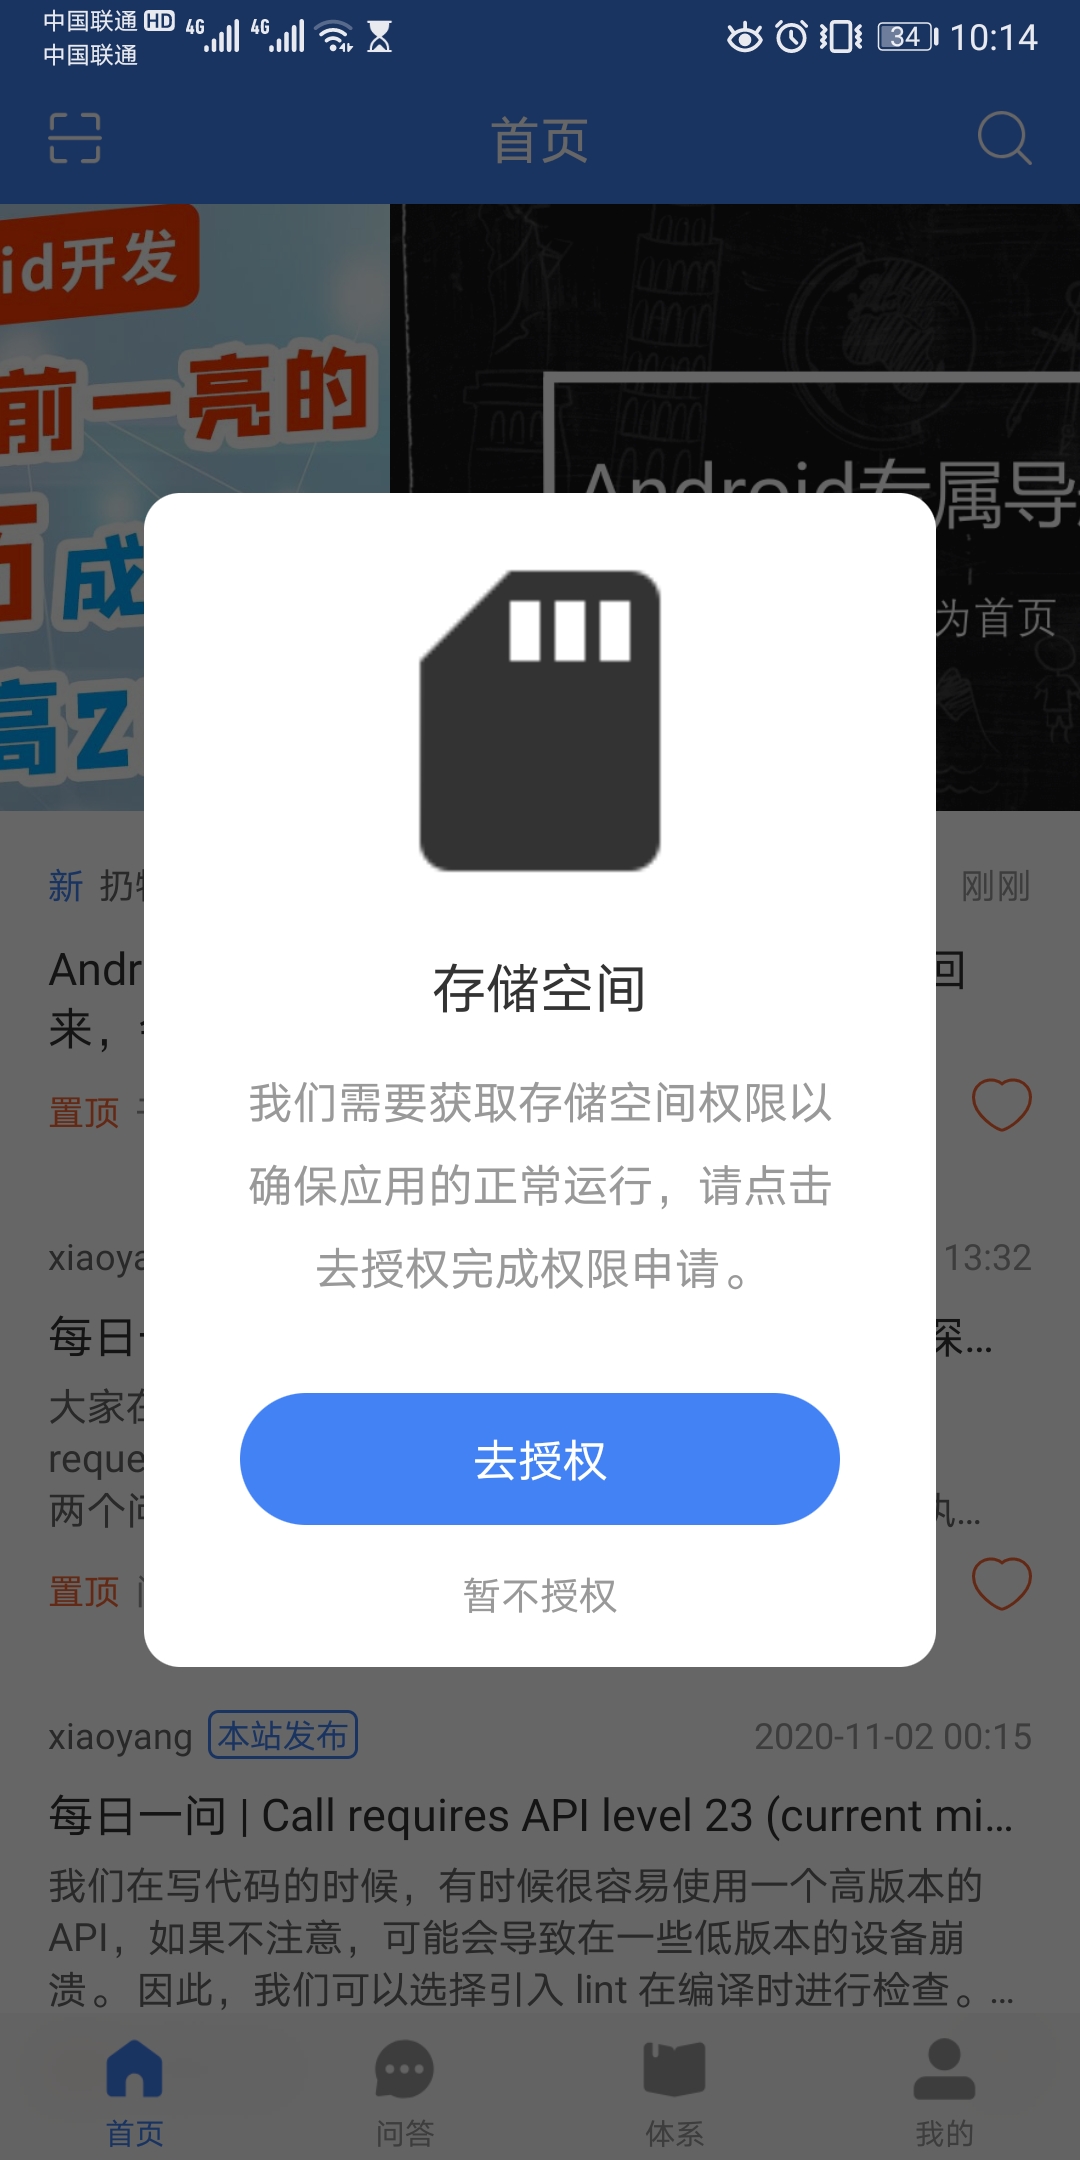 中国联通 HD 4G 4G 34 10:14
中国联通
首页
id开发
前一亮的
成
高2
Android专属导
为首页
新 扔 刚刚
存储空间
Andr 回
来，
我们需要获取存储空间权限以
置顶
确保应用的正常运行，请点击
去授权完成权限申请。
xiaoya 13:32
每日 深...
大家在
去授权
reque
两个问 执...
置顶
暂不授权
xiaoyang 本站发布 2020-11-02 00:15
每日一问 | Call requires API level 23 (current mi...
我们在写代码的时候，有时候很容易使用一个高版本的
API，如果不注意，可能会导致在一些低版本的设备崩
溃。因此，我们可以选择引入 lint 在编译时进行检查。...
首页 问答 体系 我的